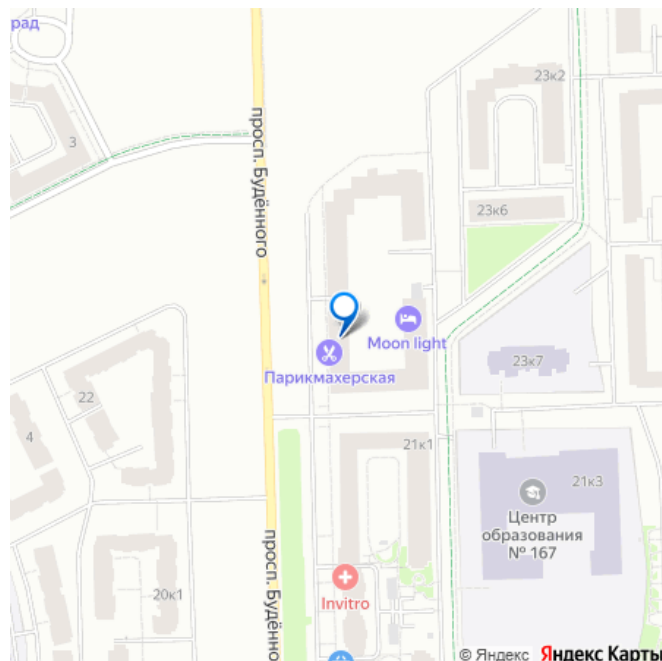 рад
23к2
3
просп. Будённого
23к6
Moon light
Парикмахерская
23к7
22
4
21к1
21к3
Центр
образования
№ 167
просп. Будённо
Invitro
20к1
© Яндекс Яндекс Карты